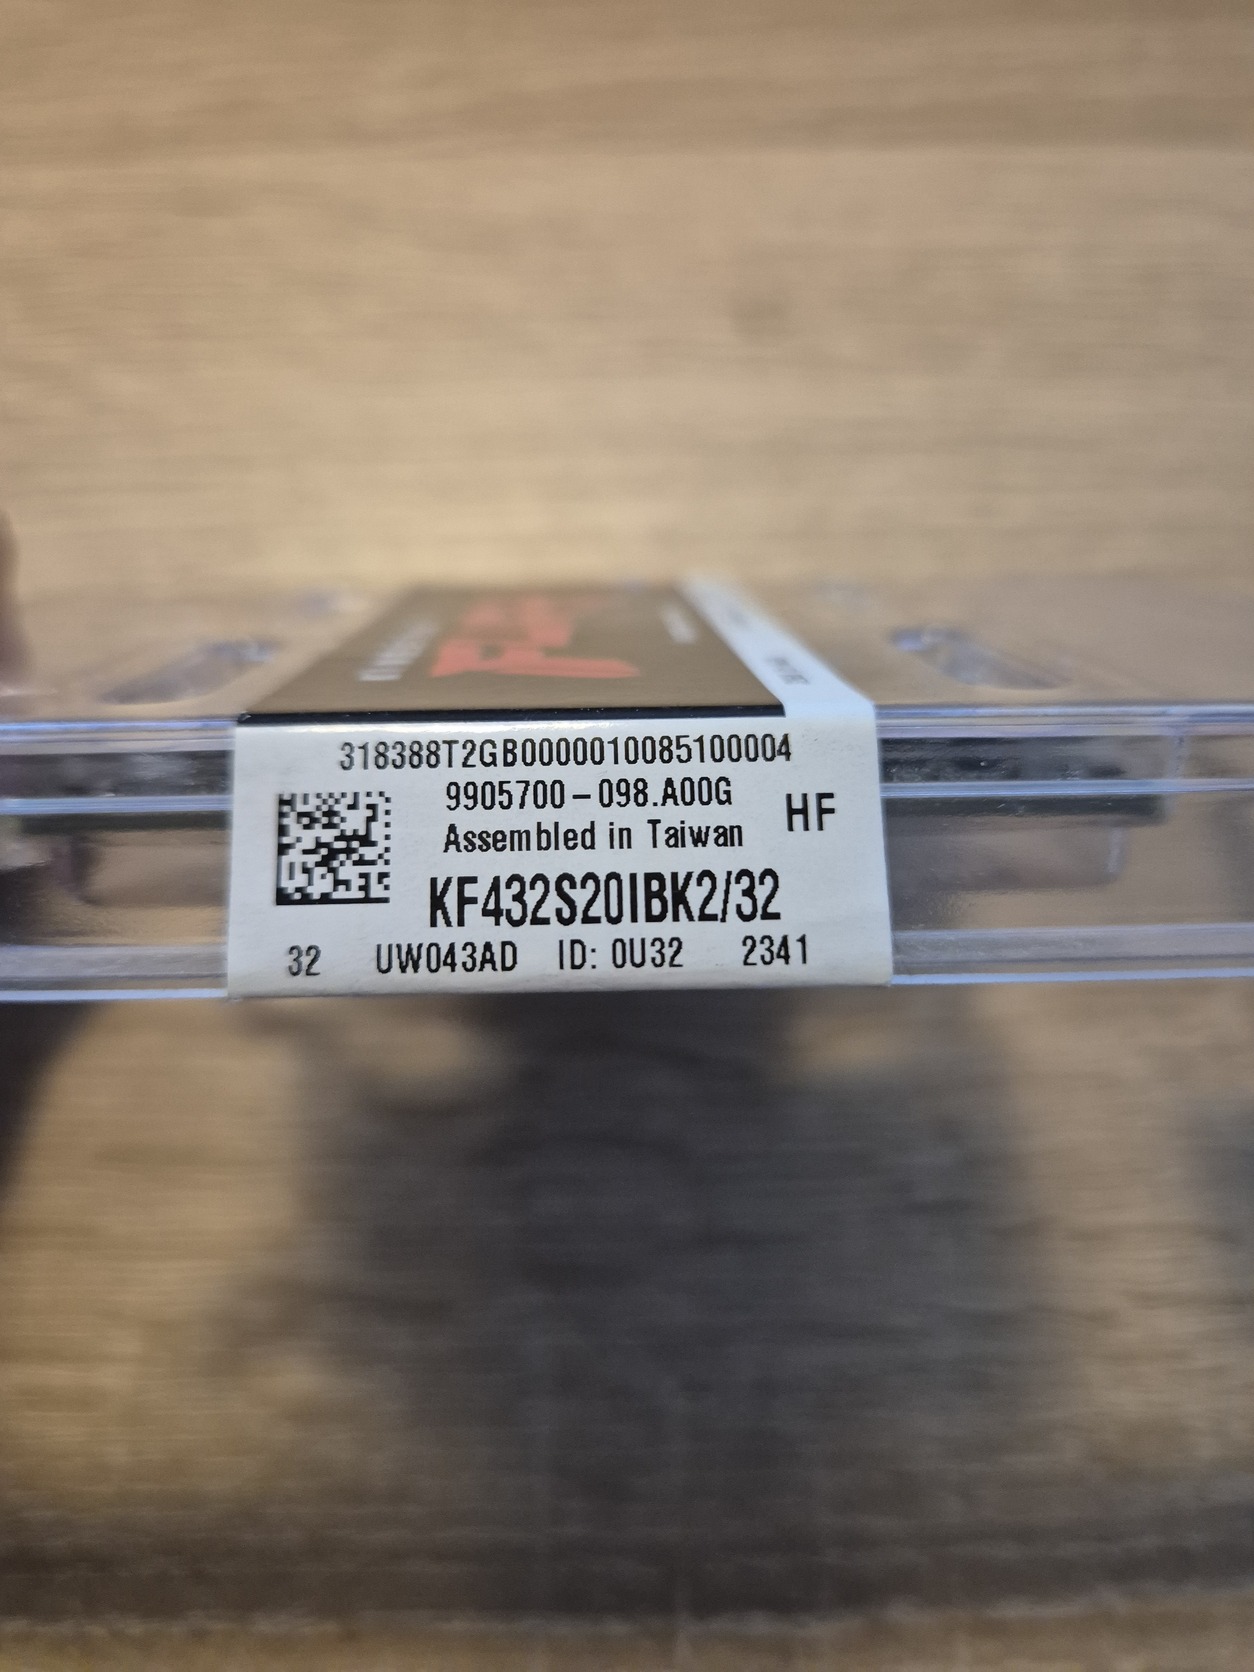 318388T2GB0000010085100004
9905700-098.A00G
HF
Assembled in Taiwan
KF432S20IBK2/32
32 UW043AD ID: 0U32 2341